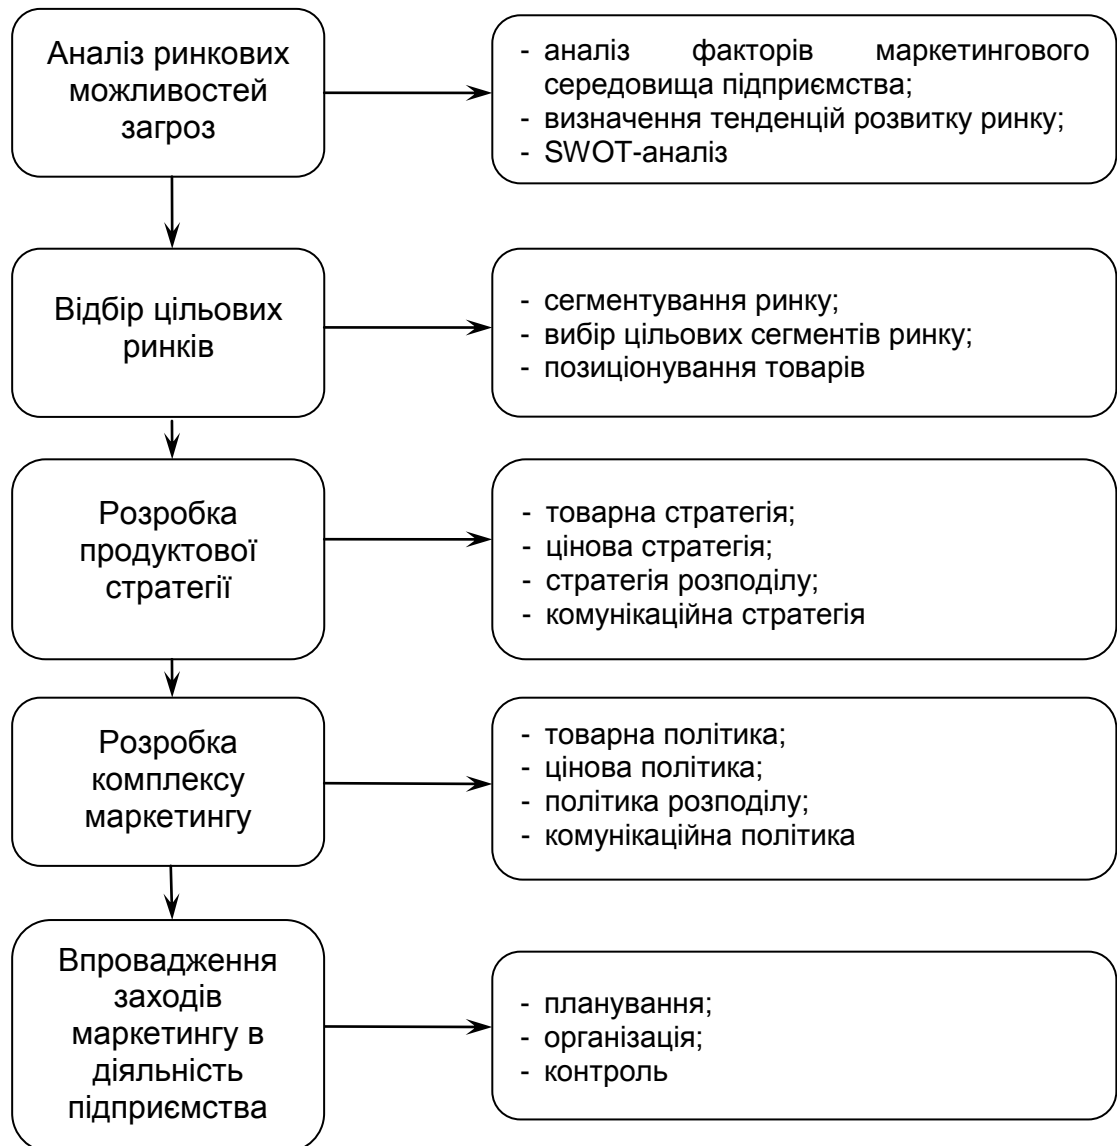 Аналіз ринкових
можливостей
загроз
- аналіз факторів маркетингового
середовища підприємства;
- визначення тенденцій розвитку ринку;
- SWOT-аналіз
Відбір цільових
ринків
- сегментування ринку;
- вибір цільових сегментів ринку;
- позиціонування товарів
Розробка
продуктової
стратегії
- товарна стратегія;
- цінова стратегія;
- стратегія розподілу;
- комунікаційна стратегія
Розробка
комплексу
маркетингу
- товарна політика;
- цінова політика;
- політика розподілу;
- комунікаційна політика
Впровадження
заходів
маркетингу в
діяльність
підприємства
- планування;
- організація;
- контроль